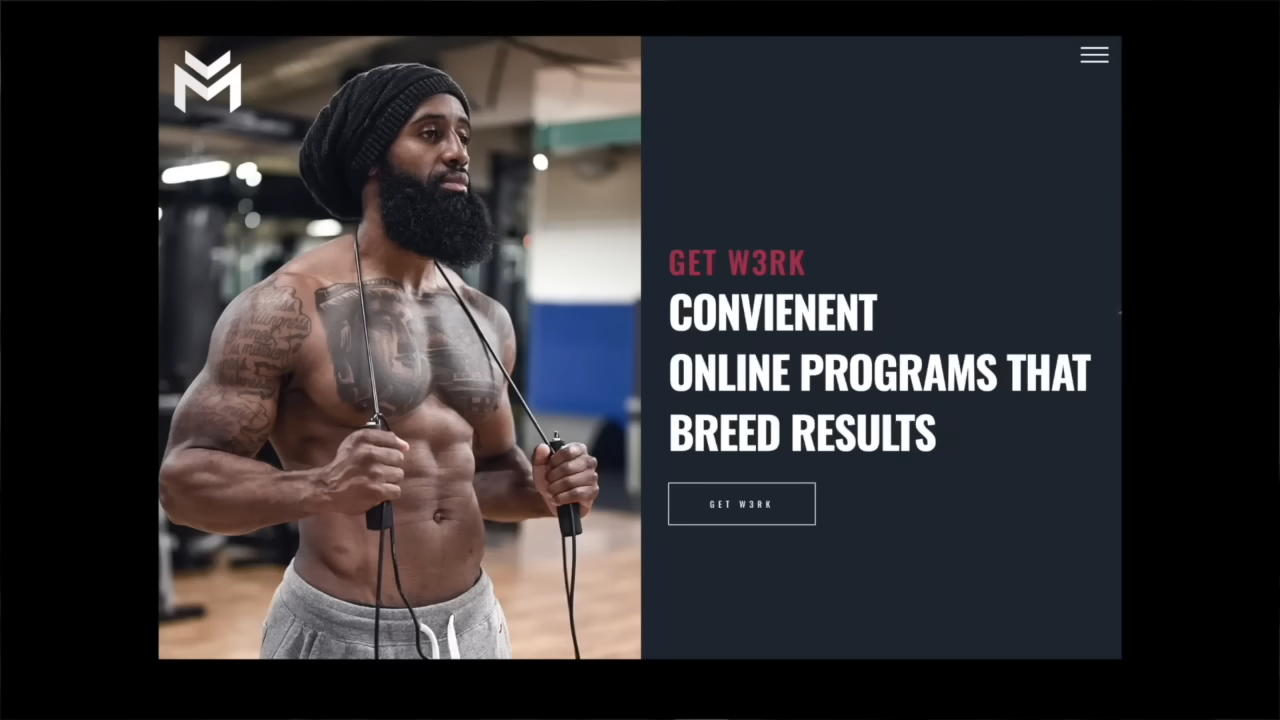 GET W3RK
CONVIENENT
ONLINE PROGRAMS THAT
BREED RESULTS
GET W3RK